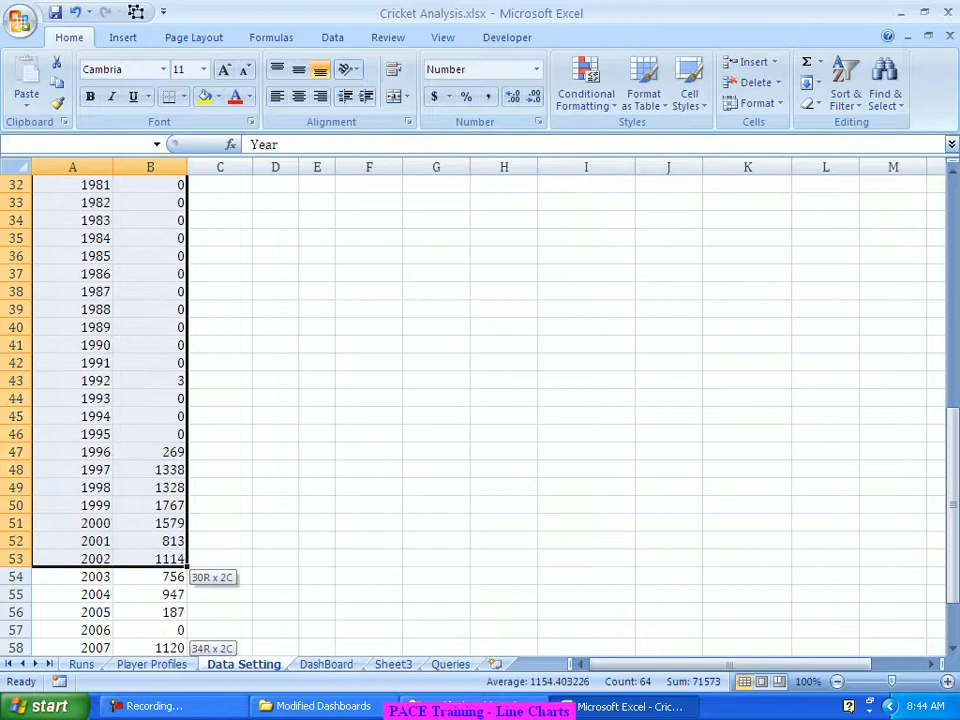 Cricket Analysis.xlsx - Microsoft Excel
Home Insert Page Layout Formulas Data Review View Developer
Paste Cambria 11 A A Number Conditional Formatting Format as Table Cell Styles Insert Delete Format Σ Sort & Filter Find & Select
B I U A $ % , .0 .00 .00 .0
Clipboard Font Alignment Number Styles Cells Editing
fx Year
A B C D E F G H I J K L M
32 1981 0
33 1982 0
34 1983 0
35 1984 0
36 1985 0
37 1986 0
38 1987 0
39 1988 0
40 1989 0
41 1990 0
42 1991 0
43 1992 3
44 1993 0
45 1994 0
46 1995 0
47 1996 269
48 1997 1338
49 1998 1328
50 1999 1767
51 2000 1579
52 2001 813
53 2002 1114
54 2003 756 30R x 2C
55 2004 947
56 2005 187
57 2006 0
58 2007 1120 34R x 2C
Runs Player Profiles Data Setting DashBoard Sheet3 Queries
Ready Average: 1154.403226 Count: 64 Sum: 71573 100%
start Recording... Modified Dashboards Microsoft Excel - Cric... 8:44 AM
PACE Training - Line Charts